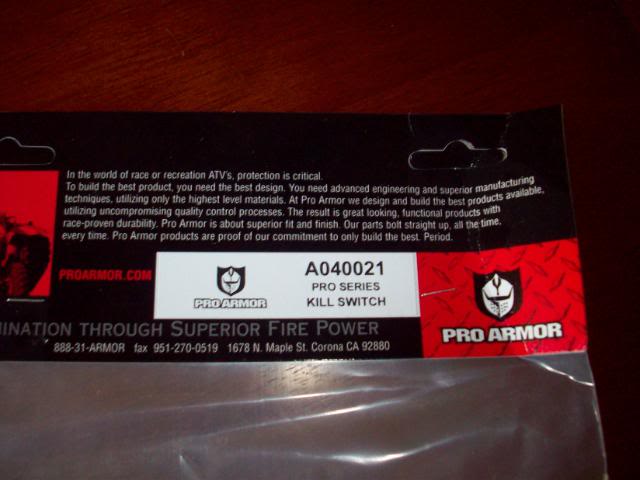 In the world of race or recreation ATV's, protection is critical.
To build the best product, you need the best design. You need advanced engineering and superior manufacturing
techniques, utilizing only the highest level materials. At Pro Armor we design and build the best products available,
utilizing uncompromising quality control processes. The result is great looking, functional products with
race-proven durability. Pro Armor is about superior fit and finish. Our parts bolt straight up, all the time,
every time. Pro Armor products are proof of our commitment to only build the best. Period.
PROARMOR.COM
PRO ARMOR
A040021
PRO SERIES
KILL SWITCH
PRO ARMOR
INATION THROUGH SUPERIOR FIRE POWER
888-31-ARMOR fax 951-270-0519 1678 N. Maple St. Corona CA 92880